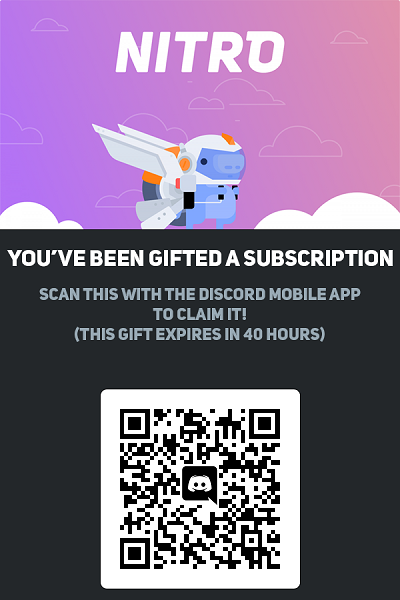 NITRO
YOU'VE BEEN GIFTED A SUBSCRIPTION
SCAN THIS WITH THE DISCORD MOBILE APP
TO CLAIM IT!
(THIS GIFT EXPIRES IN 40 HOURS)